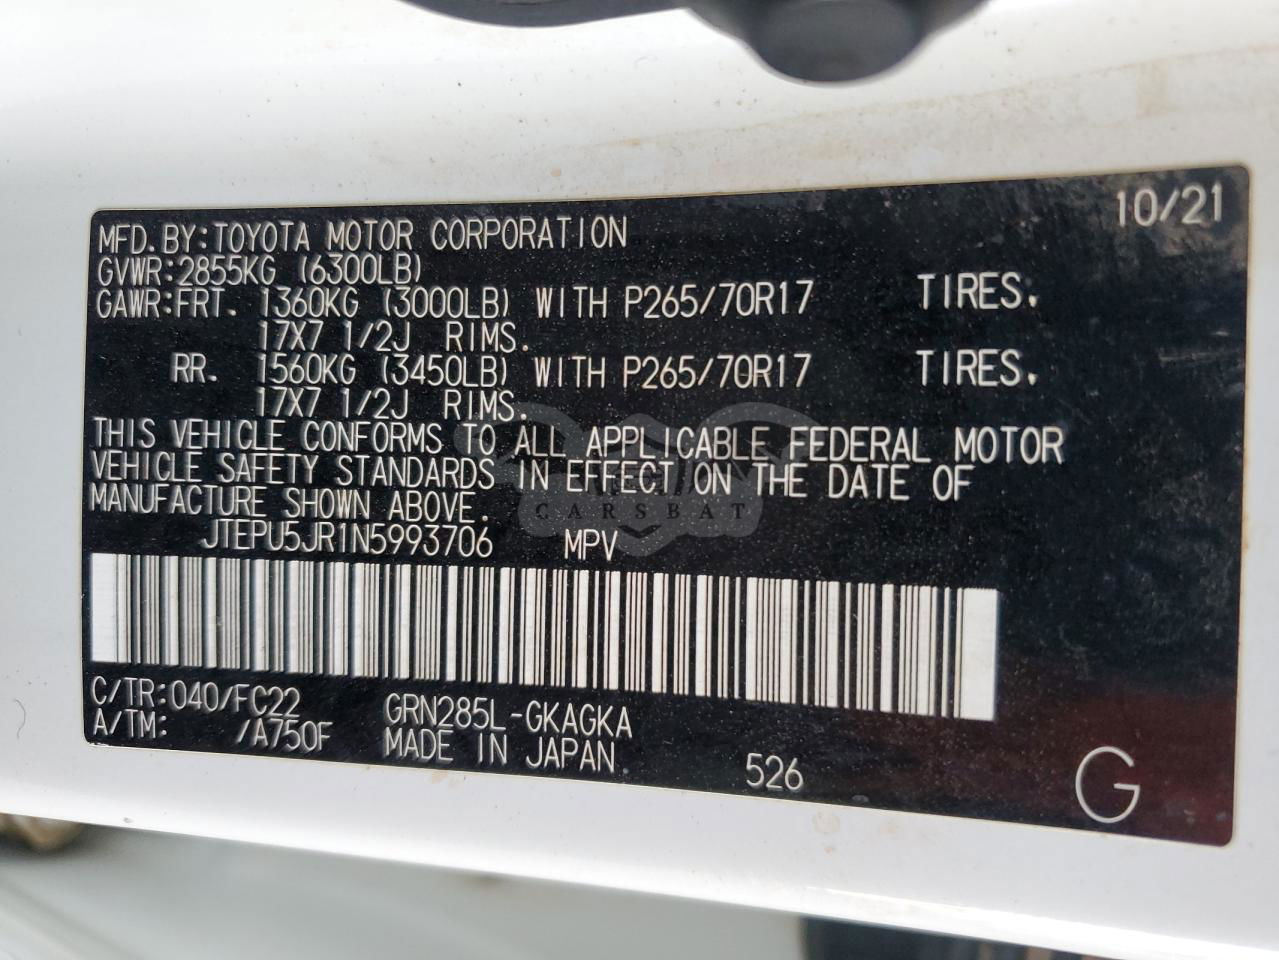 10/21
MFD. BY: TOYOTA MOTOR CORPORATION
GVWR: 2855KG (6300LB)
GAWR: FRT. 1360KG (3000LB) WITH P265/70R17 TIRES.
17X7 1/2J RIMS.
RR. 1560KG (3450LB) WITH P265/70R17 TIRES.
17X7 1/2J RIMS.
THIS VEHICLE CONFORMS TO ALL APPLICABLE FEDERAL MOTOR
VEHICLE SAFETY STANDARDS IN EFFECT ON THE DATE OF
MANUFACTURE SHOWN ABOVE.
CARSBAT
JTEPU5JR1N5993706 MPV
C/TR: 040/FC22 GRN285L-GKAGKA
A/TM: /A750F MADE IN JAPAN 526
G